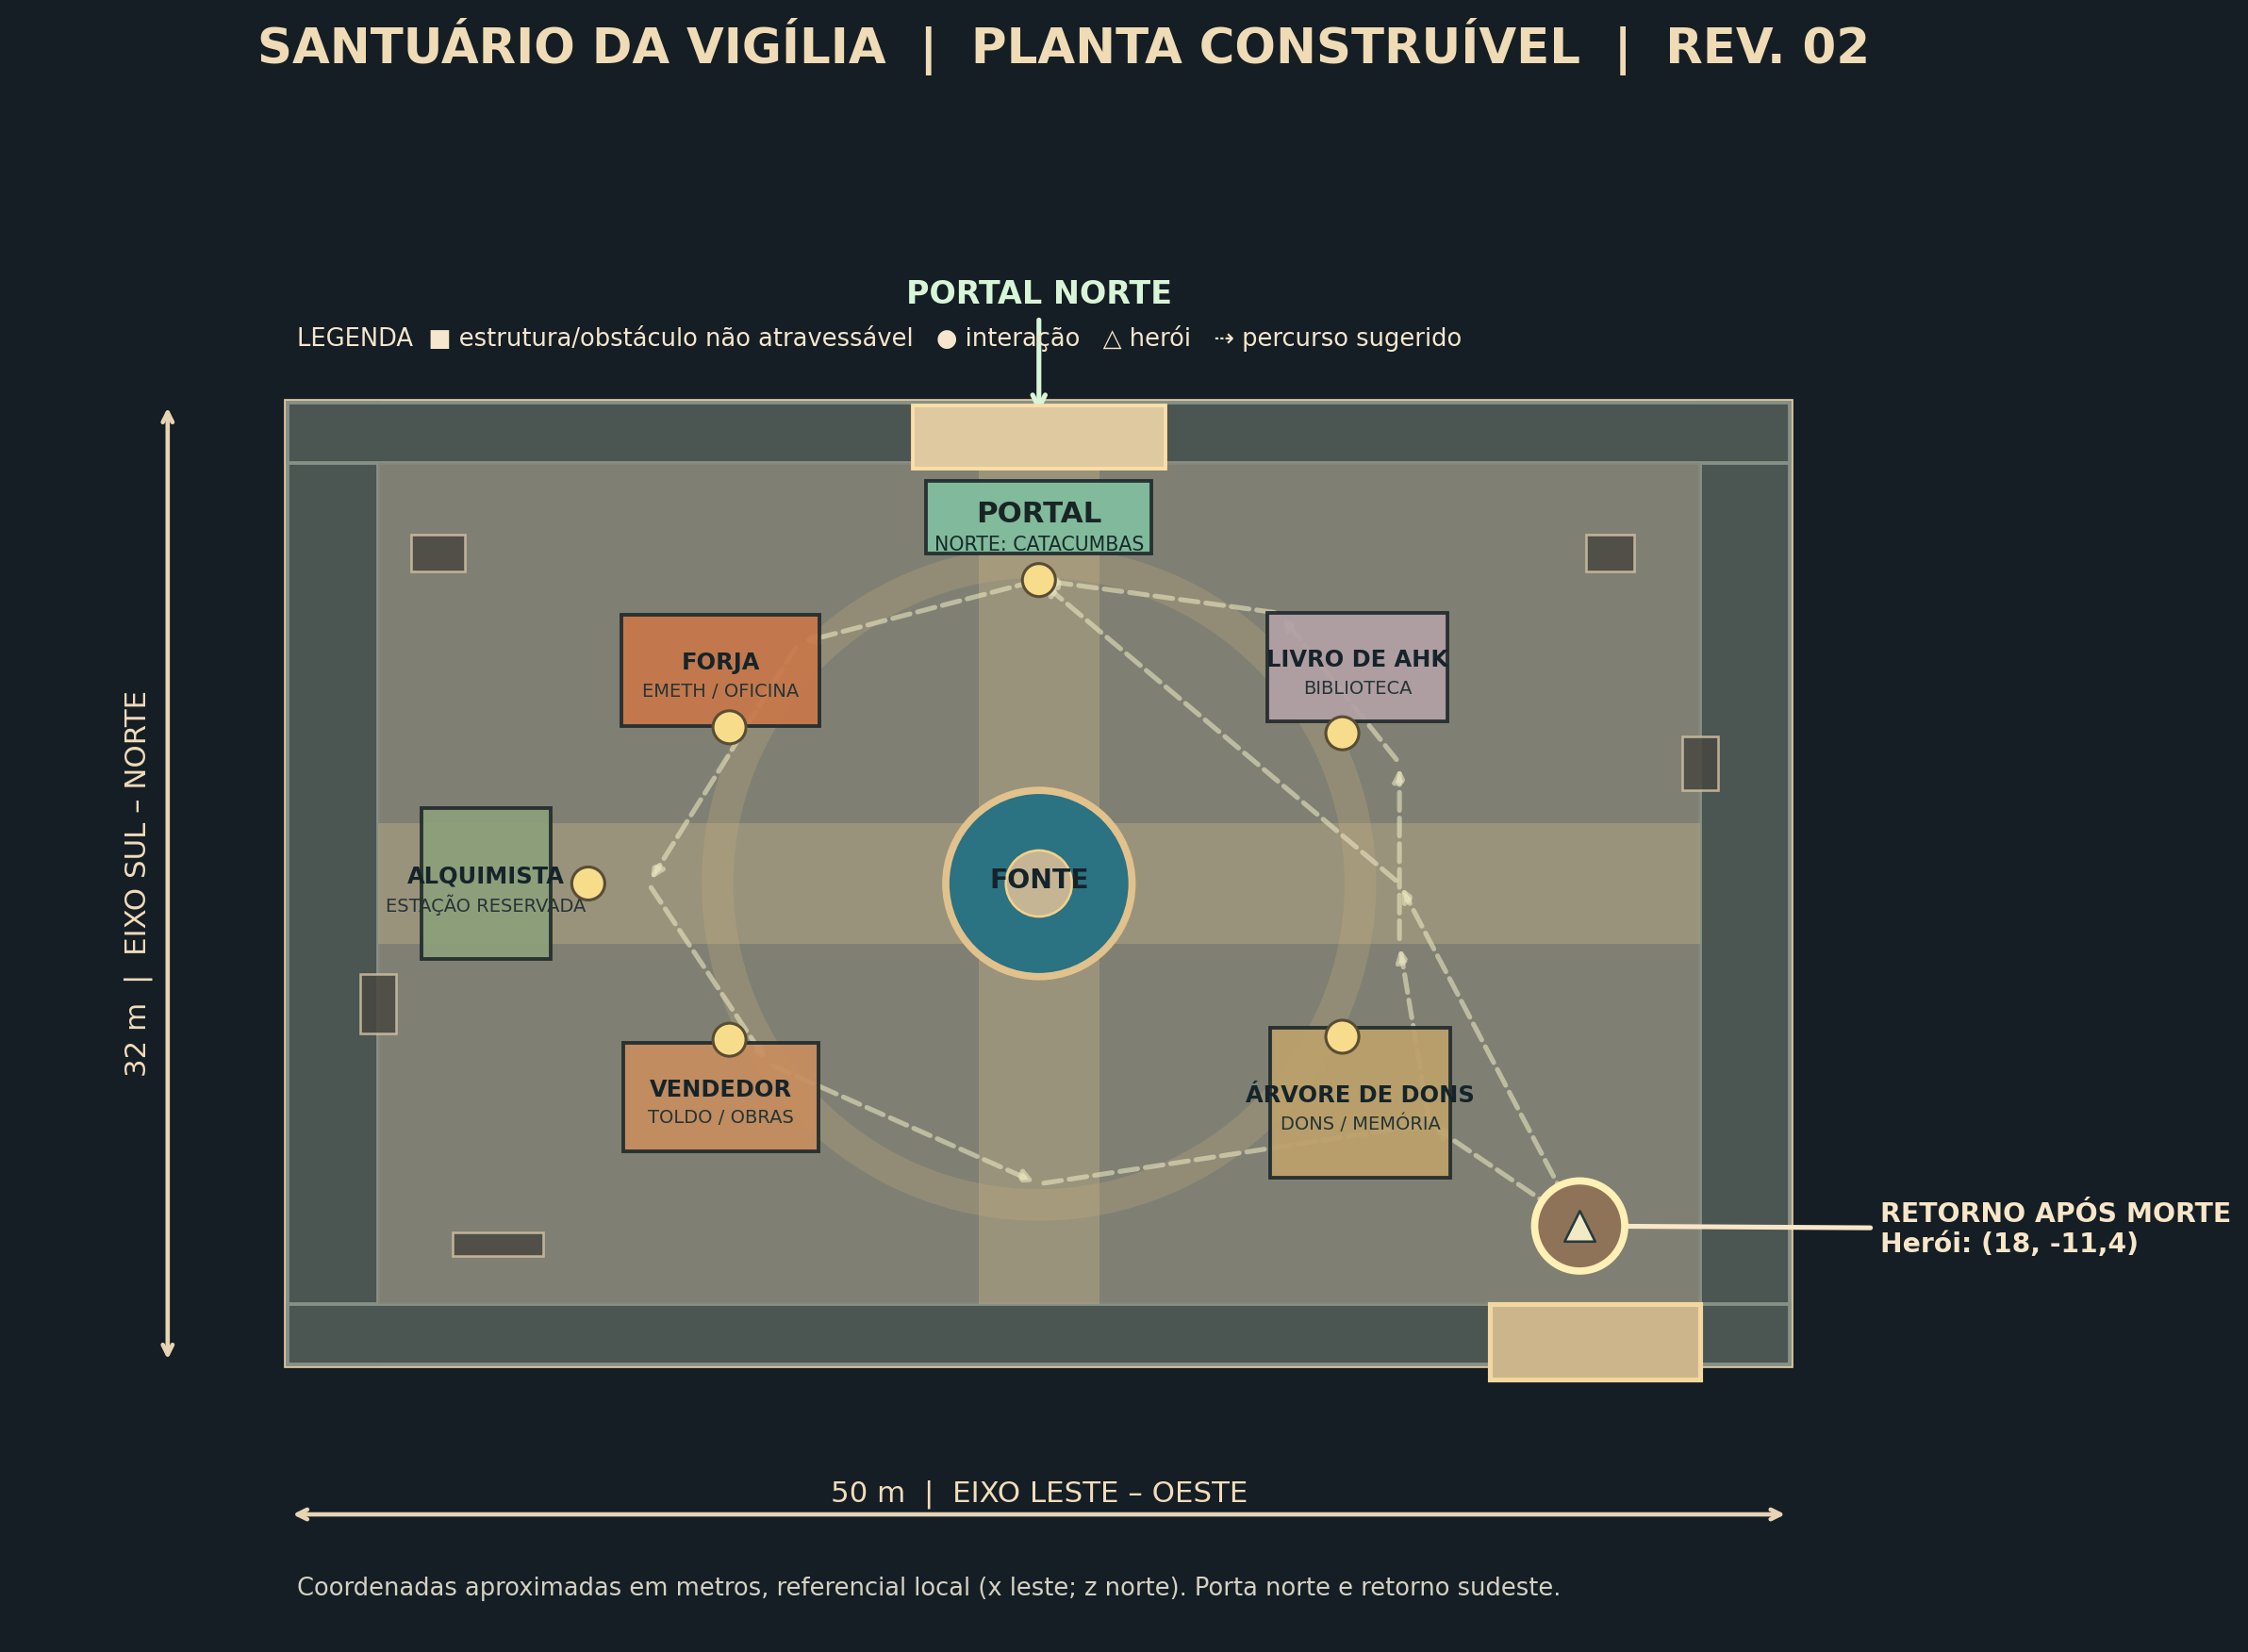 SANTUÁRIO DA VIGÍLIA | PLANTA CONSTRUÍVEL | REV. 02
PORTAL NORTE
LEGENDA ■ estrutura/obstáculo não atravessável ● interação △ herói ⇢ percurso sugerido
PORTAL
NORTE: CATACUMBAS
FORJA
EMETH / OFICINA
LIVRO DE AHK
BIBLIOTECA
32 m | EIXO SUL – NORTE
ALQUIMISTA
ESTAÇÃO RESERVADA
FONTE
VENDEDOR
TOLDO / OBRAS
ÁRVORE DE DONS
DONS / MEMÓRIA
RETORNO APÓS MORTE
Herói: (18, -11,4)
50 m | EIXO LESTE – OESTE
Coordenadas aproximadas em metros, referencial local (x leste; z norte). Porta norte e retorno sudeste.